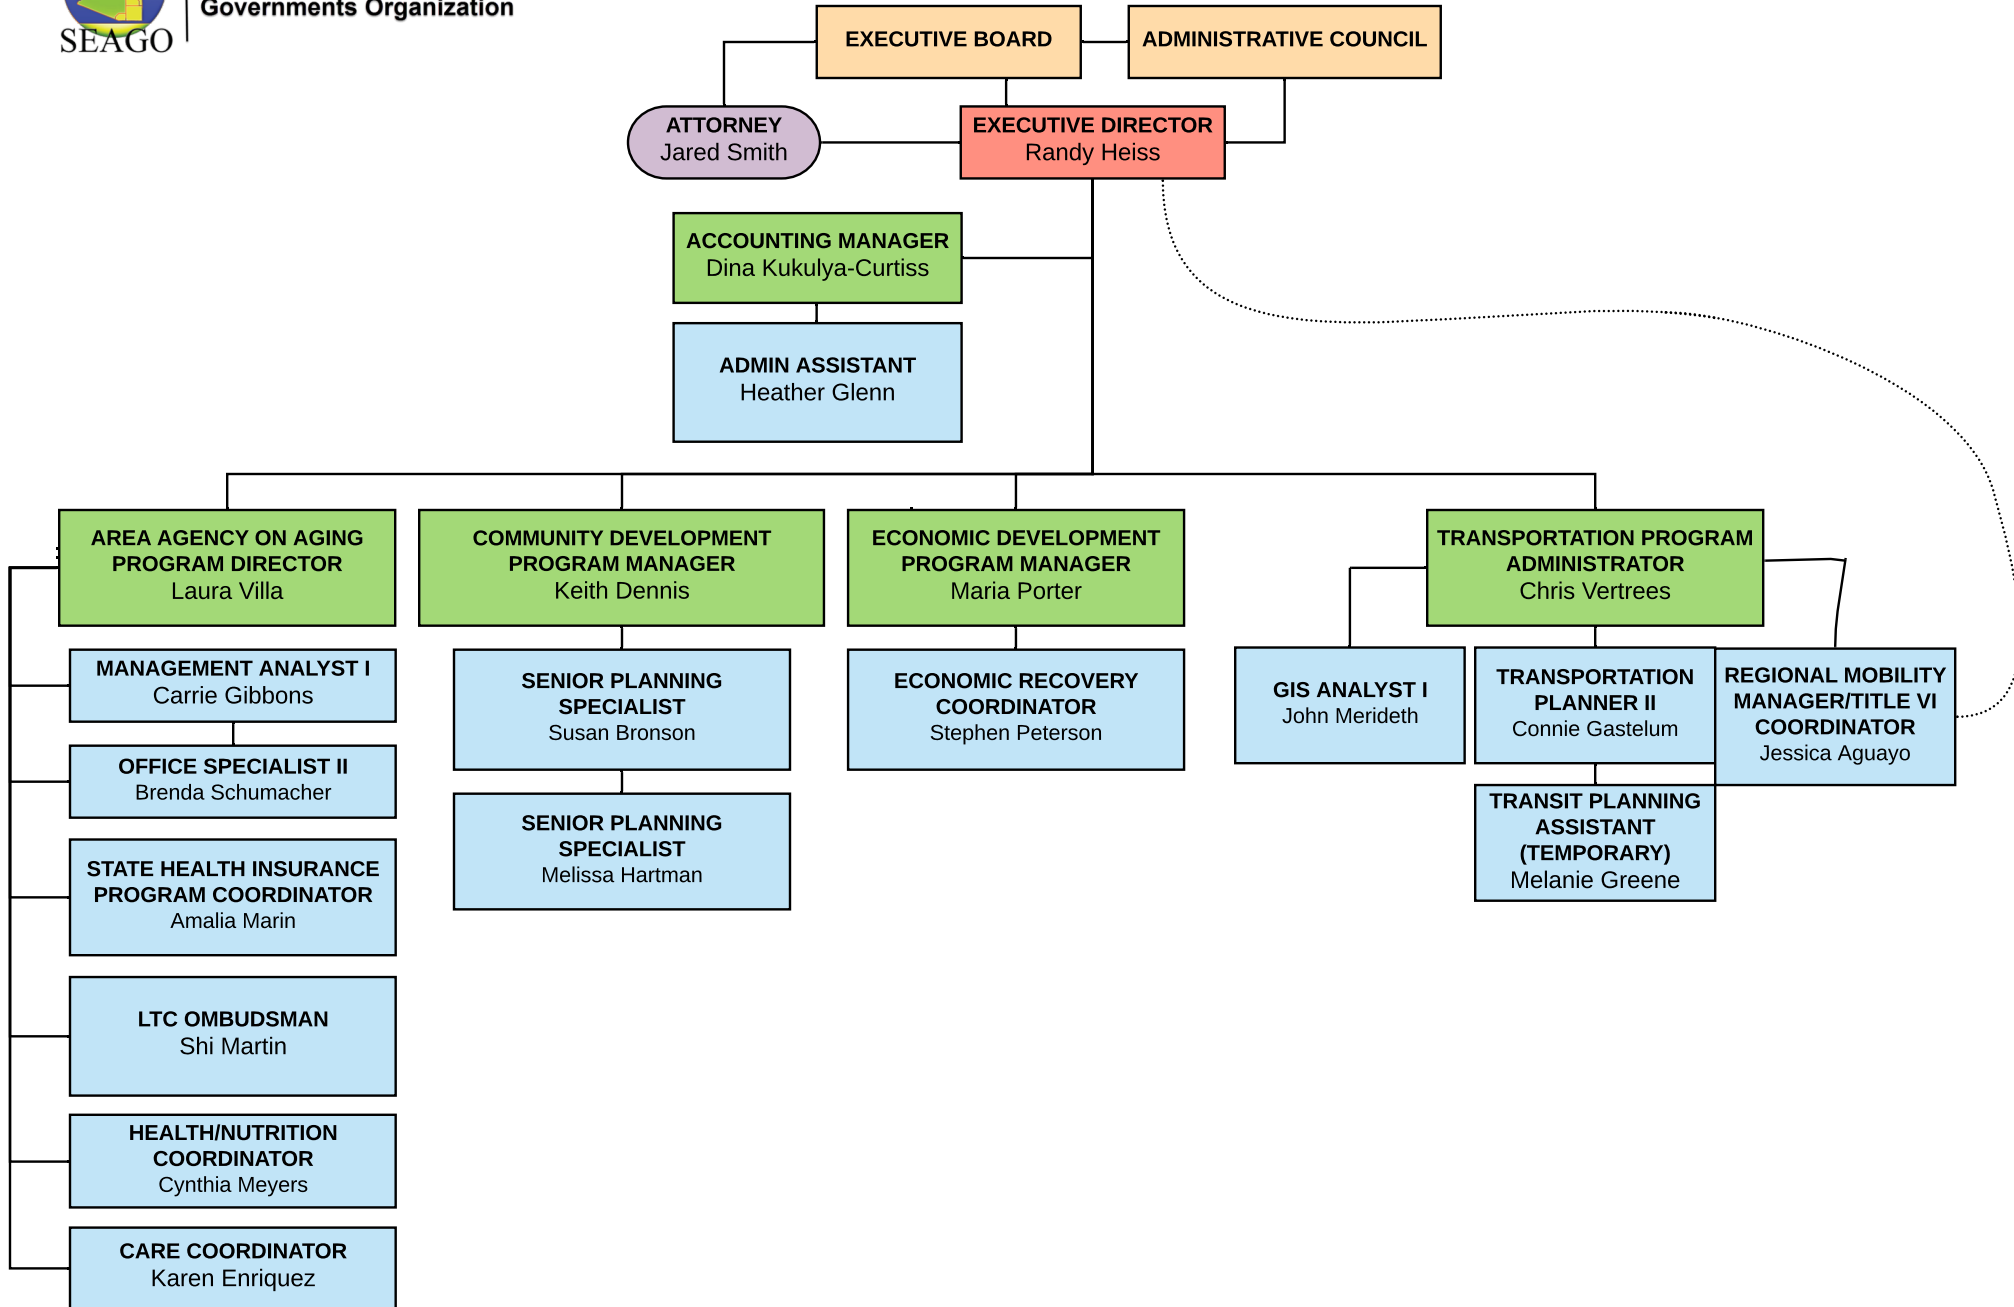 Governments Organization
SEAGO
EXECUTIVE BOARD
ADMINISTRATIVE COUNCIL
ATTORNEY
Jared Smith
EXECUTIVE DIRECTOR
Randy Heiss
ACCOUNTING MANAGER
Dina Kukulya-Curtiss
ADMIN ASSISTANT
Heather Glenn
AREA AGENCY ON AGING
PROGRAM DIRECTOR
Laura Villa
COMMUNITY DEVELOPMENT
PROGRAM MANAGER
Keith Dennis
ECONOMIC DEVELOPMENT
PROGRAM MANAGER
Maria Porter
TRANSPORTATION PROGRAM
ADMINISTRATOR
Chris Vertrees
MANAGEMENT ANALYST I
Carrie Gibbons
OFFICE SPECIALIST II
Brenda Schumacher
STATE HEALTH INSURANCE
PROGRAM COORDINATOR
Amalia Marin
LTC OMBUDSMAN
Shi Martin
HEALTH/NUTRITION
COORDINATOR
Cynthia Meyers
CARE COORDINATOR
Karen Enriquez
SENIOR PLANNING
SPECIALIST
Susan Bronson
SENIOR PLANNING
SPECIALIST
Melissa Hartman
ECONOMIC RECOVERY
COORDINATOR
Stephen Peterson
GIS ANALYST I
John Merideth
TRANSPORTATION
PLANNER II
Connie Gastelum
TRANSIT PLANNING
ASSISTANT
(TEMPORARY)
Melanie Greene
REGIONAL MOBILITY
MANAGER/TITLE VI
COORDINATOR
Jessica Aguayo